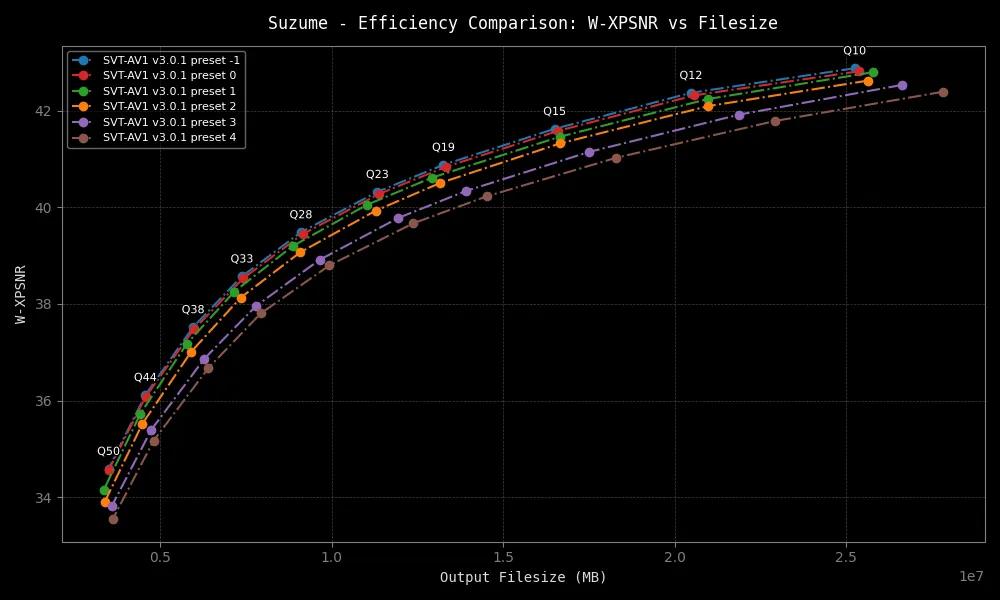 Suzume - Efficiency Comparison: W-XPSNR vs Filesize
SVT-AV1 v3.0.1 preset -1
SVT-AV1 v3.0.1 preset 0
SVT-AV1 v3.0.1 preset 1
SVT-AV1 v3.0.1 preset 2
SVT-AV1 v3.0.1 preset 3
SVT-AV1 v3.0.1 preset 4
Q10
Q12
Q15
Q19
Q23
Q28
Q33
Q38
Q44
Q50
W-XPSNR
42
40
38
36
34
0.5
1.0
1.5
2.0
2.5
1e7
Output Filesize (MB)